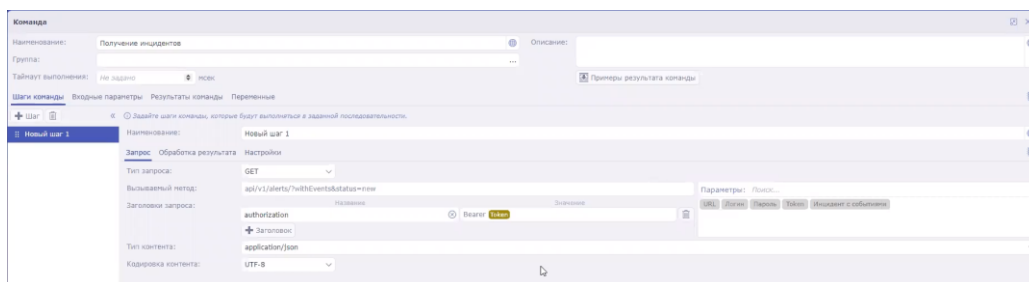 Команда
Наименование: Получение инцидентов Описание:
Группа: ...
Таймаут выполнения: Не задано мсек Примеры результата команды
Шаги команды Входные параметры Результаты команды Переменные
+ Шаг « Задайте шаги команды, которые будут выполняться в заданной последовательности.
Новый шаг 1 Наименование: Новый шаг 1
Запрос Обработка результата Настройки
Тип запроса: GET
Вызываемый метод: api/v1/alerts/?withEvents&status=new Параметры: Поиск...
Заголовки запроса: Название Значение URL Логин Пароль Token Инцидент с событиями
authorization Bearer Token
+ Заголовок
Тип контента: application/json
Кодировка контента: UTF-8